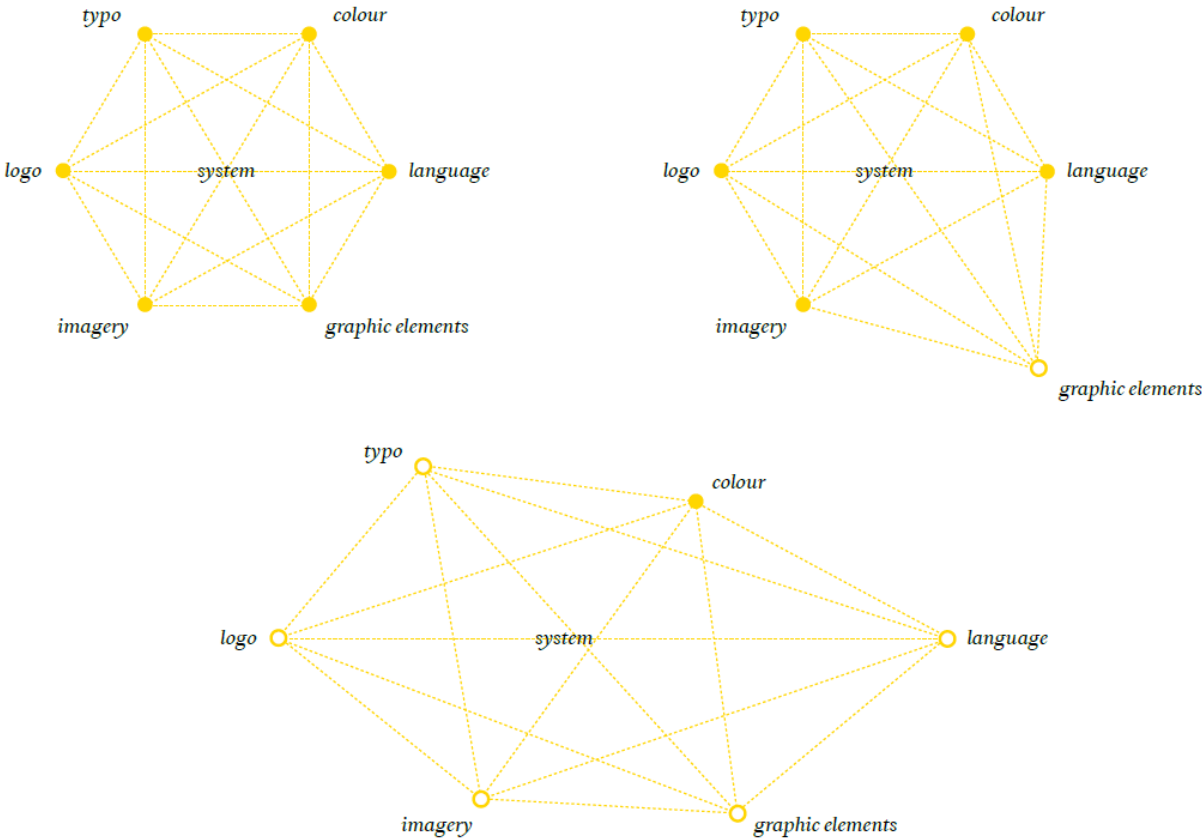 typo
colour
logo
system
language
imagery
graphic elements
typo
colour
logo
system
language
imagery
graphic elements
typo
colour
logo
system
language
imagery
graphic elements